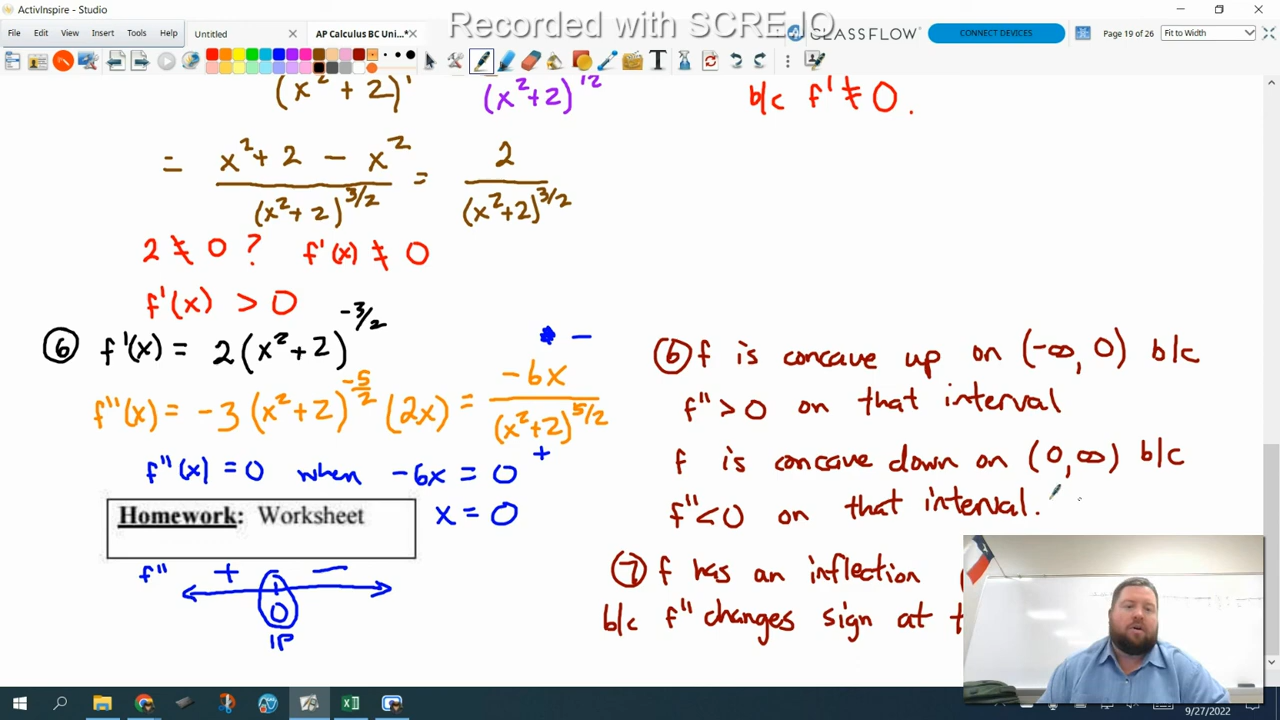 ActivInspire - Studio
Recorded with SCRE.IO
File Edit View Insert Tools Help
Untitled
AP Calculus BC Uni...*
CLASSFLOW
CONNECT DEVICES
Page 19 of 26
Fit to Width
(x² + 2)¹
(x²+2)^1/2
b/c f' ≠ 0.
= x²+2 - x² / (x²+2)^3/2 = 2 / (x²+2)^3/2
2 ≠ 0 ? f'(x) ≠ 0
f'(x) > 0
⑥ f'(x) = 2(x²+2)^-3/2
f''(x) = -3(x²+2)^-5/2 (2x) = -6x / (x²+2)^5/2
-
+
f''(x) = 0 when -6x = 0
x = 0
Homework: Worksheet
f'' + -
0
IP
⑥ f is concave up on (-∞, 0) b/c
f'' > 0 on that interval
f is concave down on (0, ∞) b/c
f'' < 0 on that interval.
⑦ f has an inflection
b/c f'' changes sign at
9/27/2022